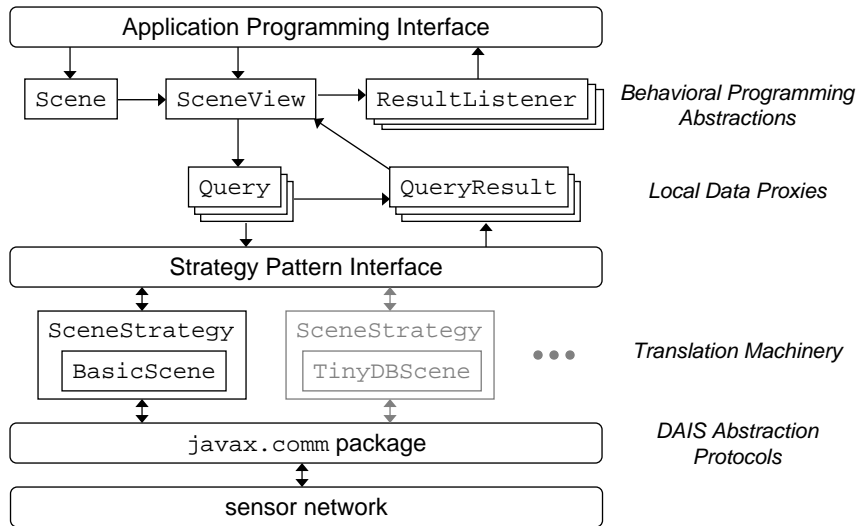 Application Programming Interface
Scene
SceneView
ResultListener
Behavioral Programming
Abstractions
Query
QueryResult
Local Data Proxies
Strategy Pattern Interface
SceneStrategy
BasicScene
SceneStrategy
TinyDBScene
Translation Machinery
javax.comm package
DAIS Abstraction
Protocols
sensor network